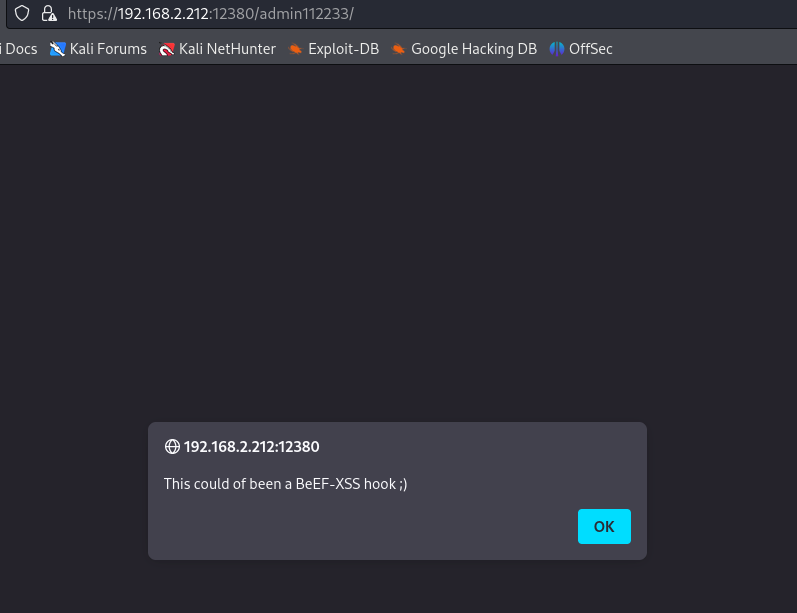 https://192.168.2.212:12380/admin112233/
i Docs Kali Forums Kali NetHunter Exploit-DB Google Hacking DB OffSec
192.168.2.212:12380
This could of been a BeEF-XSS hook ;)
OK